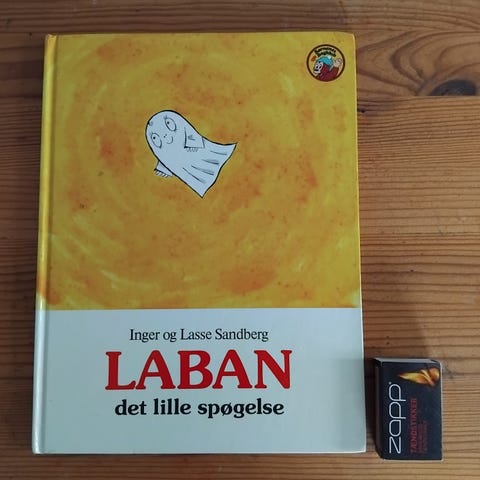 Inger og Lasse Sandberg
LABAN
det lille spøgelse
zapp
TÆNDSTIKKER